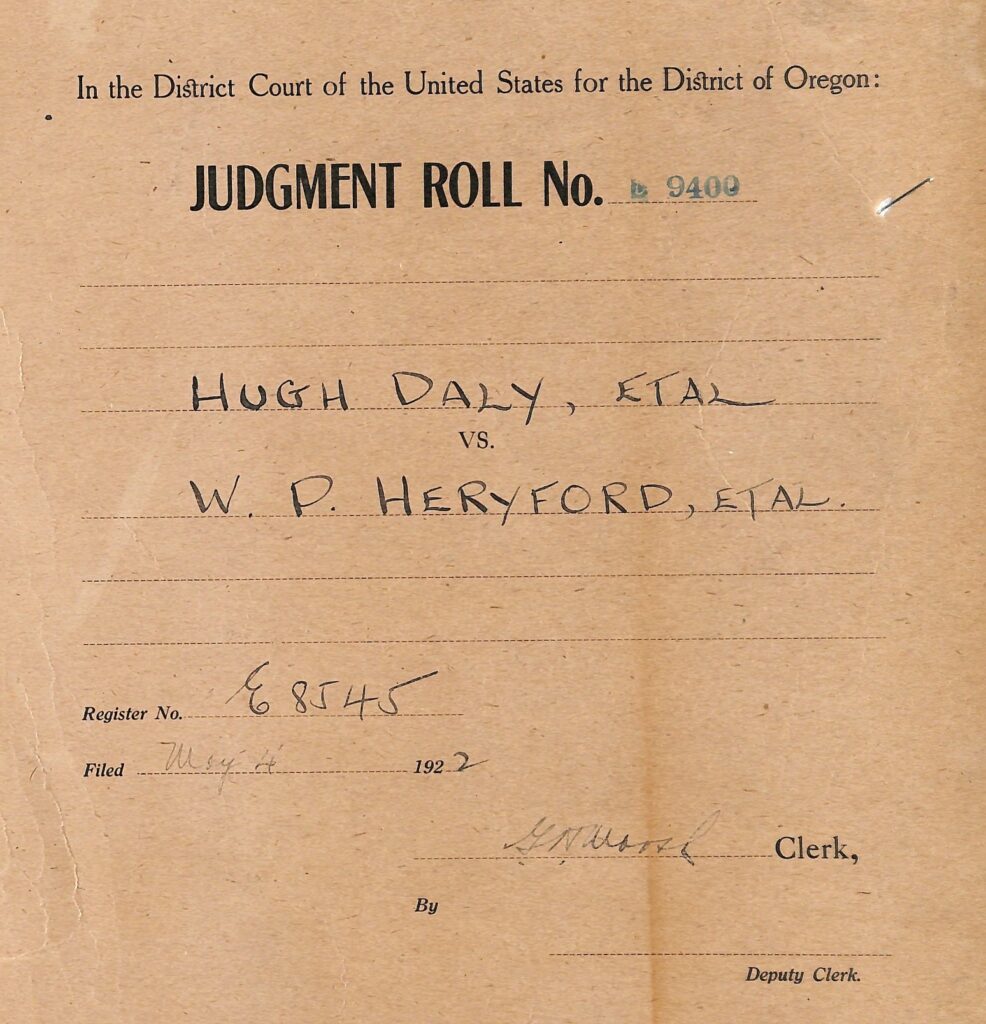 In the District Court of the United States for the District of Oregon:
JUDGMENT ROLL No. 9400
HUGH DALY, ETAL
VS.
W. P. HERYFORD, ETAL.
Register No. E 8545
Filed May 4 1922
G H Marsh Clerk,
By
Deputy Clerk.